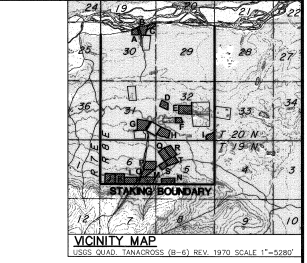 24 19 20 21
B
A C
25 30 29 28 27
D
36 31 E 32 33 34
F
G
H I
T 20 N
T 19 N
R 7 E
R 8 E
Q
R
6 5 4 3
T
N
STAKING BOUNDARY
12 7 8 9 10
VICINITY MAP
USGS QUAD. TANACROSS (B-6) REV. 1970 SCALE 1"=5280'